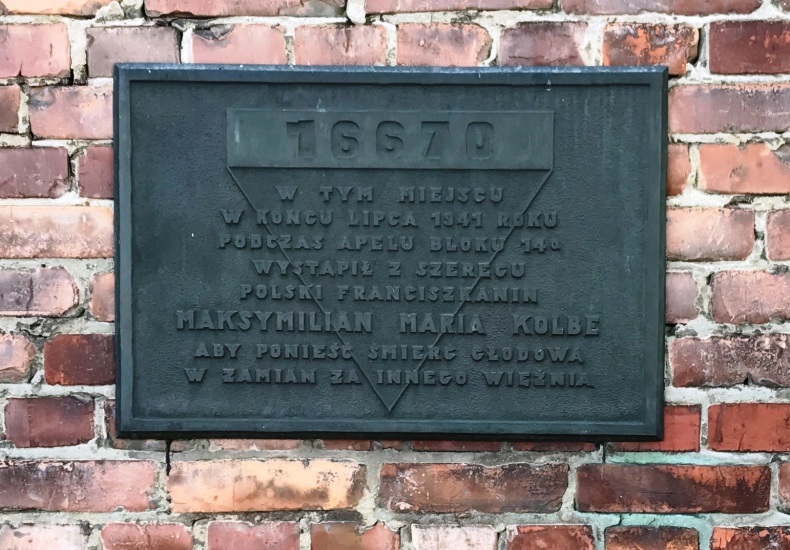 16670
W TYM MIEJSCU
W KOŃCU LIPCA 1941 ROKU
PODCZAS APELU BLOKU 14a
WYSTĄPIŁ Z SZEREGU
POLSKI FRANCISZKANIN
MAKSYMILIAN MARIA KOLBE
ABY PONIEŚĆ ŚMIERĆ GŁODOWĄ
W ZAMIAN ZA INNEGO WIĘŹNIA